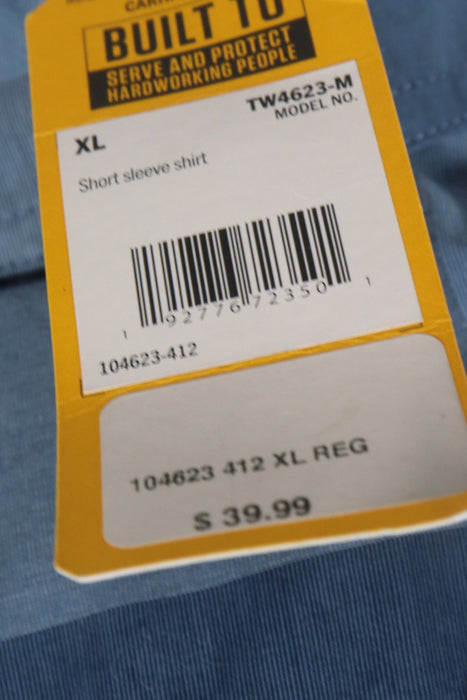 BUILT TO
SERVE AND PROTECT
HARDWORKING PEOPLE
TW4623-M
MODEL NO.
XL
Short sleeve shirt
1 92776 72350 1
104623-412
104623 412 XL REG
$ 39.99